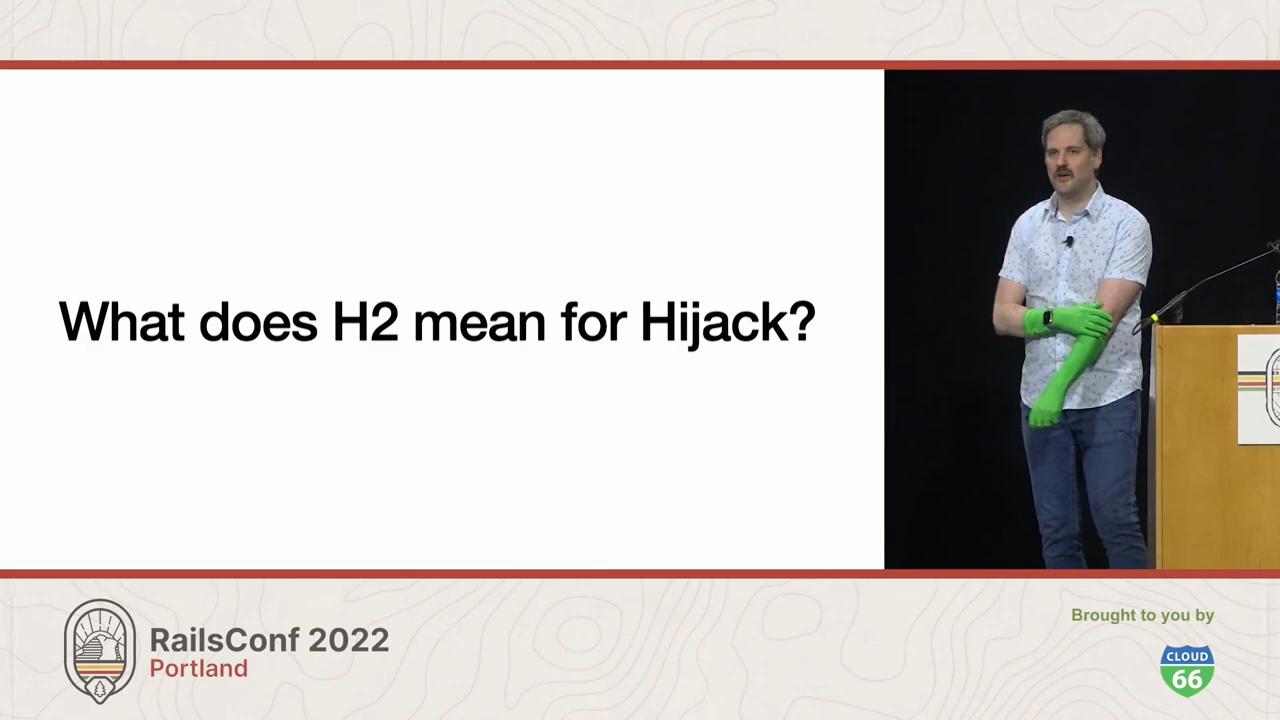 What does H2 mean for Hijack?
RailsConf 2022
Portland
Brought to you by
CLOUD
66